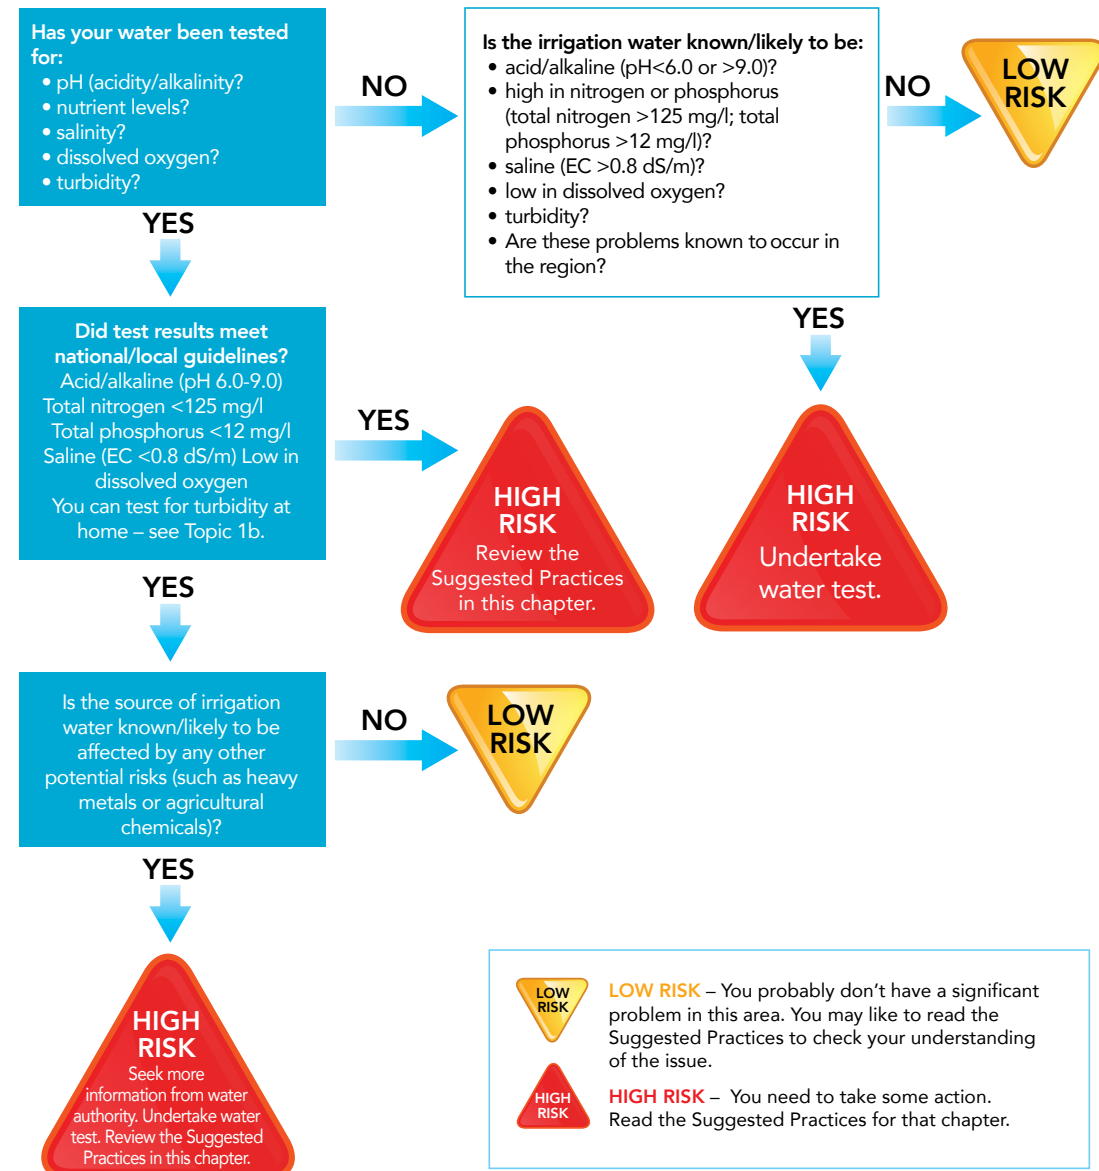 Has your water been tested
for:
• pH (acidity/alkalinity?
• nutrient levels?
• salinity?
• dissolved oxygen?
• turbidity?
NO
Is the irrigation water known/likely to be:
• acid/alkaline (pH<6.0 or >9.0)?
• high in nitrogen or phosphorus
(total nitrogen >125 mg/l; total
phosphorus >12 mg/l)?
• saline (EC >0.8 dS/m)?
• low in dissolved oxygen?
• turbidity?
• Are these problems known to occur in
the region?
NO
LOW
RISK
YES
Did test results meet
national/local guidelines?
Acid/alkaline (pH 6.0-9.0)
Total nitrogen <125 mg/l
Total phosphorus <12 mg/l
Saline (EC <0.8 dS/m) Low in
dissolved oxygen
You can test for turbidity at
home – see Topic 1b.
YES
HIGH
RISK
Review the
Suggested Practices
in this chapter.
YES
HIGH
RISK
Undertake
water test.
YES
Is the source of irrigation
water known/likely to be
affected by any other
potential risks (such as heavy
metals or agricultural
chemicals)?
NO
LOW
RISK
YES
HIGH
RISK
Seek more
information from water
authority. Undertake water
test. Review the Suggested
Practices in this chapter.
LOW
RISK
LOW RISK – You probably don’t have a significant
problem in this area. You may like to read the
Suggested Practices to check your understanding
of the issue.
HIGH
RISK
HIGH RISK – You need to take some action.
Read the Suggested Practices for that chapter.